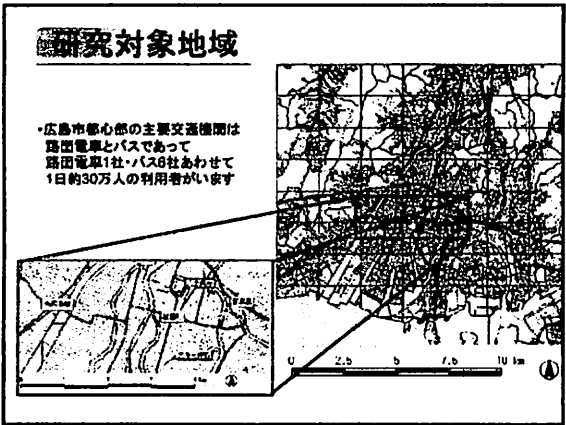 研究対象地域
・広島市都心部の主要交通機関は
路面電車とバスであって
路面電車1社・バス6社あわせて
1日約30万人の利用者がいます
0 2.5 5 7.5 10 km